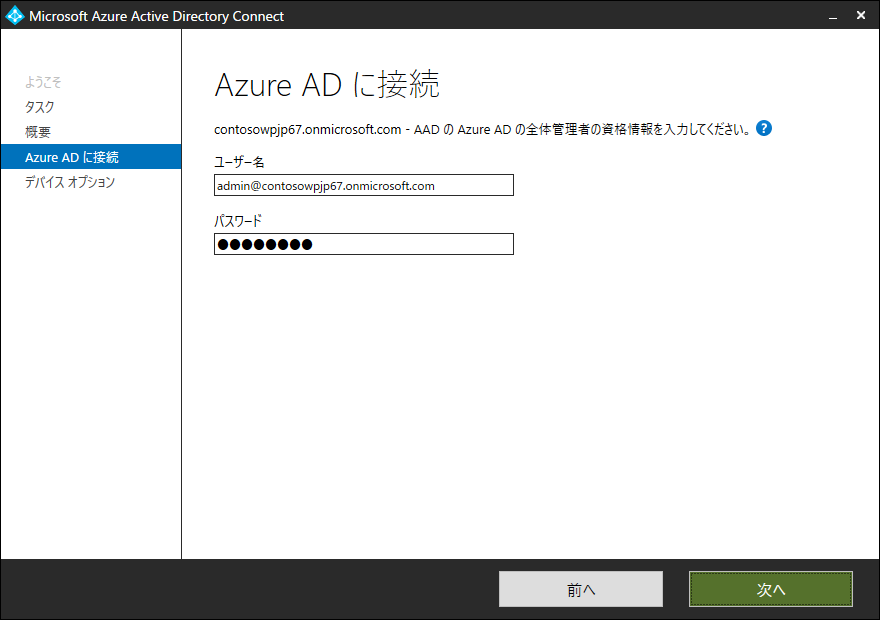 Microsoft Azure Active Directory Connect
ようこそ
タスク
概要
Azure AD に接続
デバイス オプション
Azure AD に接続
contosowpjp67.onmicrosoft.com - AAD の Azure AD の全体管理者の資格情報を入力してください。 ?
ユーザー名
admin@contosowpjp67.onmicrosoft.com
パスワード
●●●●●●●●
前へ
次へ